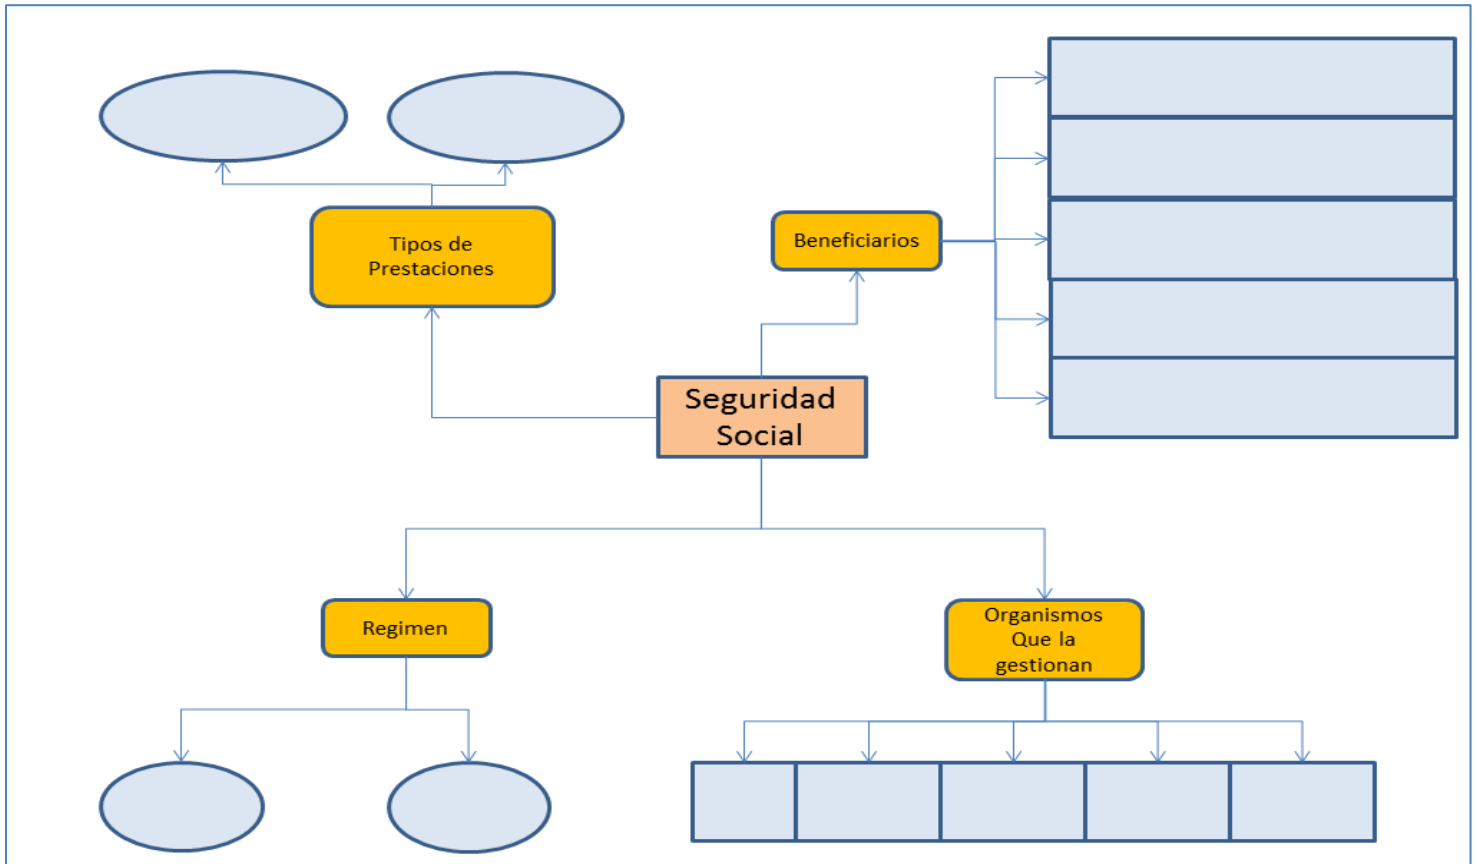 Tipos de
Prestaciones
Beneficiarios
Seguridad
Social
Regimen
Organismos
Que la
gestionan